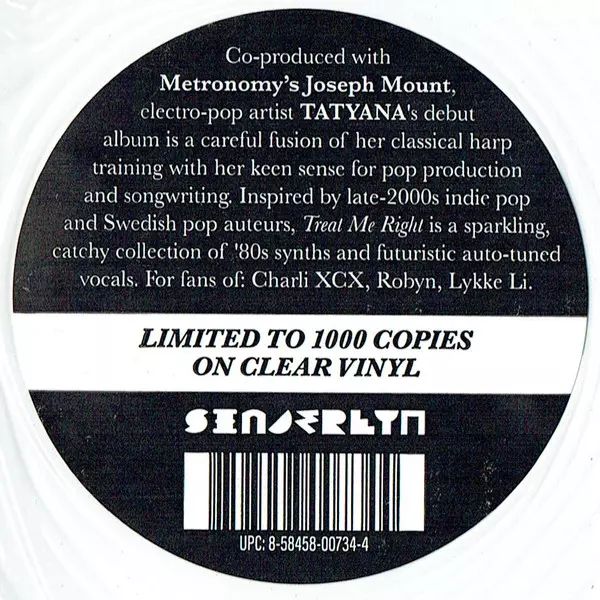 Co-produced with
Metronomy's Joseph Mount,
electro-pop artist TATYANA's debut
album is a careful fusion of her classical harp
training with her keen sense for pop production
and songwriting. Inspired by late-2000s indie pop
and Swedish pop auteurs, Treat Me Right is a sparkling,
catchy collection of '80s synths and futuristic auto-tuned
vocals. For fans of: Charli XCX, Robyn, Lykke Li.
LIMITED TO 1000 COPIES
ON CLEAR VINYL
SINDERLYN
UPC: 8-58458-00734-4